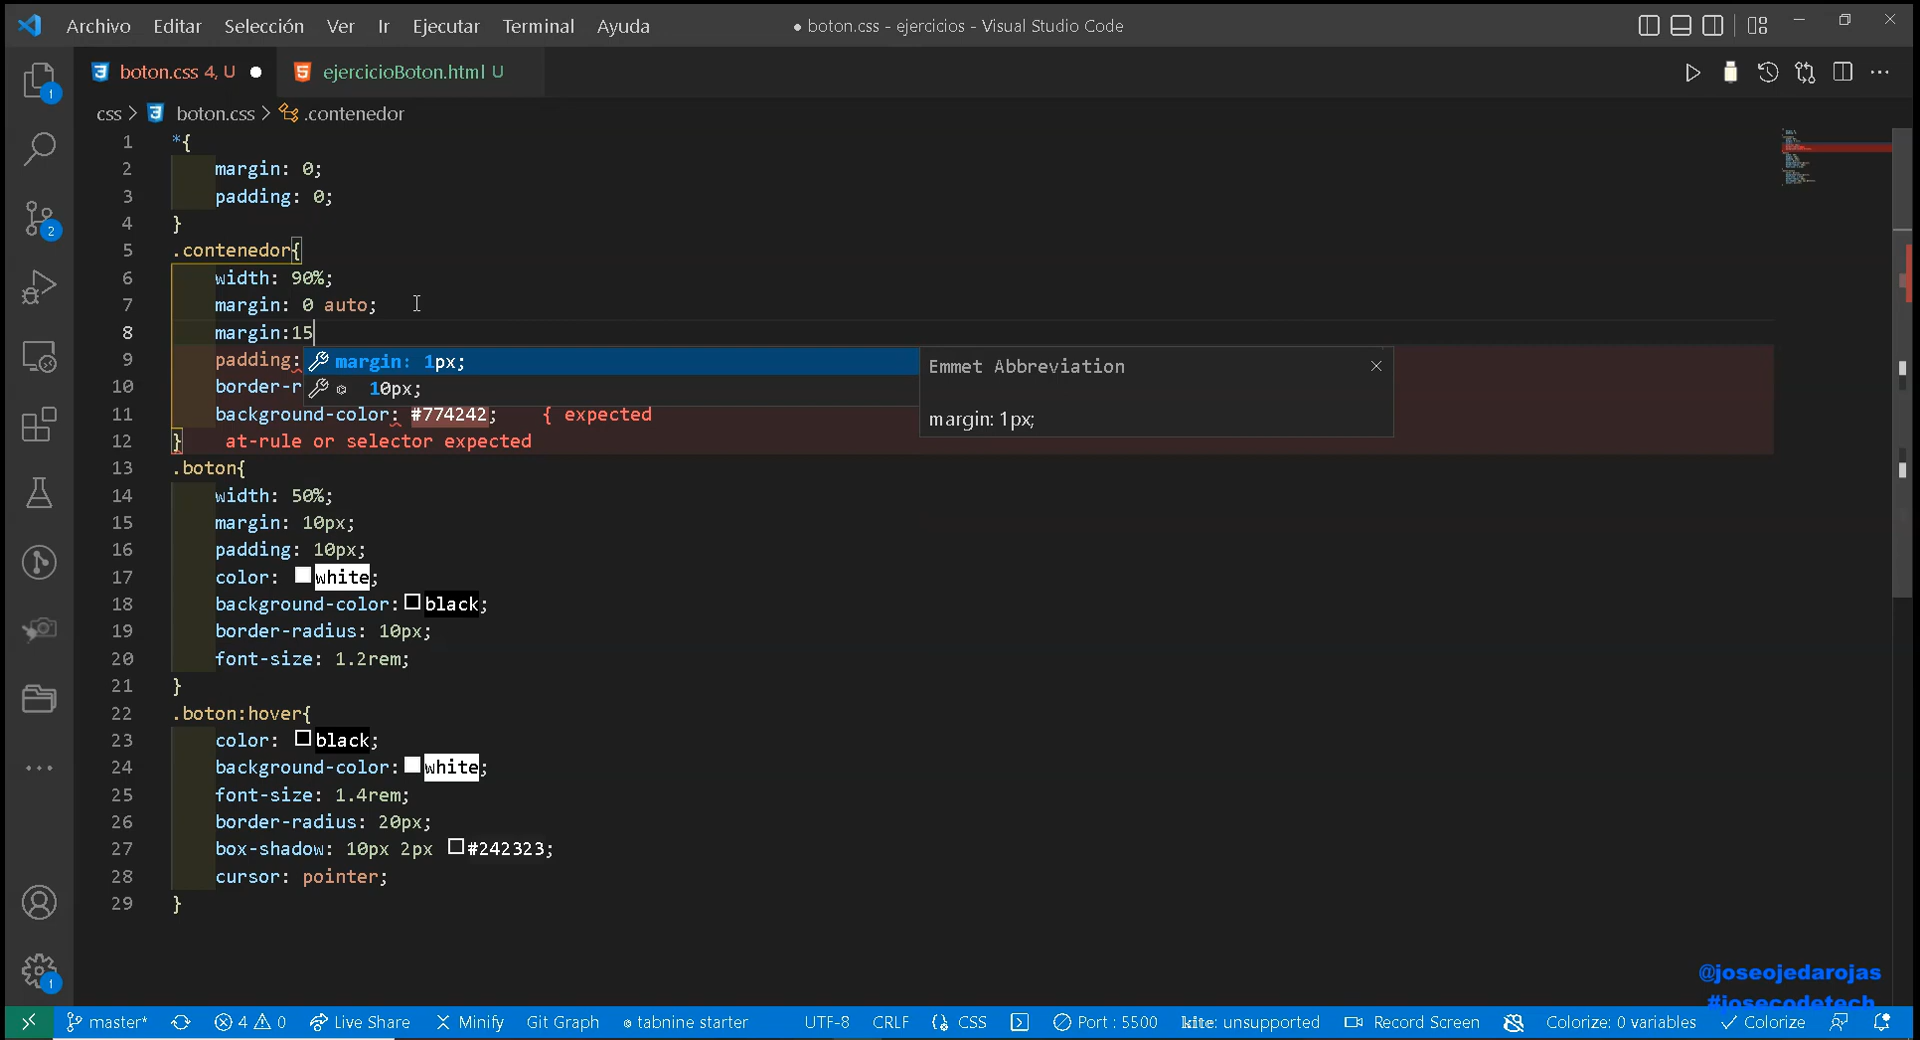 Archivo Editar Selección Ver Ir Ejecutar Terminal Ayuda ● boton.css - ejercicios - Visual Studio Code
boton.css 4, U ● ejercicioBoton.html U
css > boton.css > .contenedor
1 *{
2 margin: 0;
3 padding: 0;
4 }
5 .contenedor{
6 width: 90%;
7 margin: 0 auto;
8 margin:15
9 padding: margin: 1px; Emmet Abbreviation
10 border-r 10px;
11 background-color: #774242; { expected margin: 1px;
12 } at-rule or selector expected
13 .boton{
14 width: 50%;
15 margin: 10px;
16 padding: 10px;
17 color: white;
18 background-color: black;
19 border-radius: 10px;
20 font-size: 1.2rem;
21 }
22 .boton:hover{
23 color: black;
24 background-color: white;
25 font-size: 1.4rem;
26 border-radius: 20px;
27 box-shadow: 10px 2px #242323;
28 cursor: pointer;
29 }
1
2
1
@joseojedarojas
#josecodetech
master* 4 0 Live Share Minify Git Graph tabnine starter UTF-8 CRLF {} CSS Port : 5500 kite: unsupported Record Screen Colorize: 0 variables Colorize